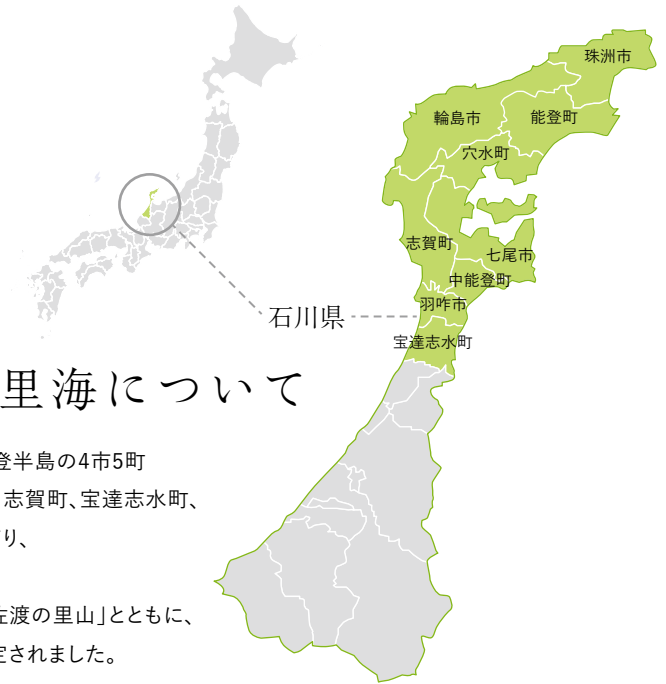 珠洲市
輪島市
能登町
穴水町
志賀町
七尾市
中能登町
羽咋市
宝達志水町
石川県
里海について
登半島の4市5町
志賀町、宝達志水町、
り、
佐渡の里山」とともに、
定されました。